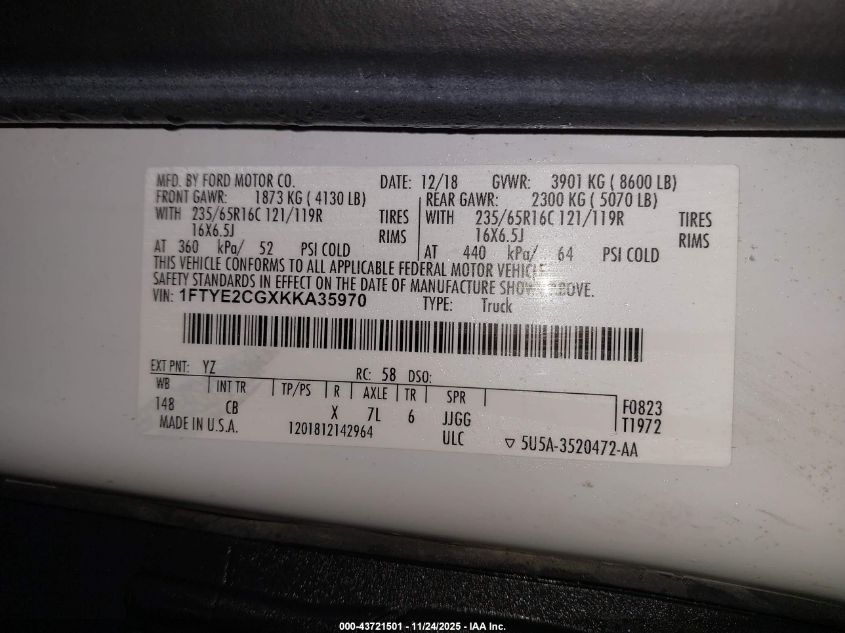 MFD. BY FORD MOTOR CO. DATE: 12/18 GVWR: 3901 KG ( 8600 LB)
FRONT GAWR: 1873 KG ( 4130 LB) REAR GAWR: 2300 KG ( 5070 LB)
WITH 235/65R16C 121/119R TIRES WITH 235/65R16C 121/119R TIRES
16X6.5J RIMS 16X6.5J RIMS
AT 360 kPa/ 52 PSI COLD AT 440 kPa/ 64 PSI COLD
THIS VEHICLE CONFORMS TO ALL APPLICABLE FEDERAL MOTOR VEHICLE
SAFETY STANDARDS IN EFFECT ON THE DATE OF MANUFACTURE SHOWN ABOVE.
VIN: 1FTYE2CGXKKA35970 TYPE: Truck
EXT PNT: YZ RC: 58 DSO:
WB INT TR TP/PS R AXLE TR SPR
148 CB X 7L 6 JJGG F0823
MADE IN U.S.A. 1201812142964 ULC T1972
▽ 5U5A-3520472-AA
000-43721501 - 11/24/2025 - IAA Inc.